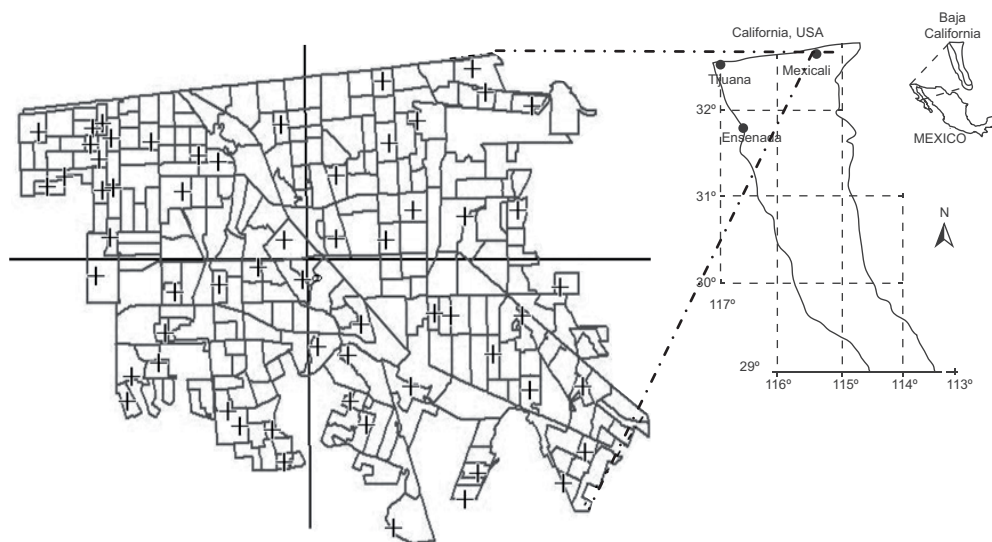 Baja
California
California, USA
Tijuana
Mexicali
32º
Ensenada
MEXICO
31º
N
30º
117º
29º
116º
115º
114º
113º